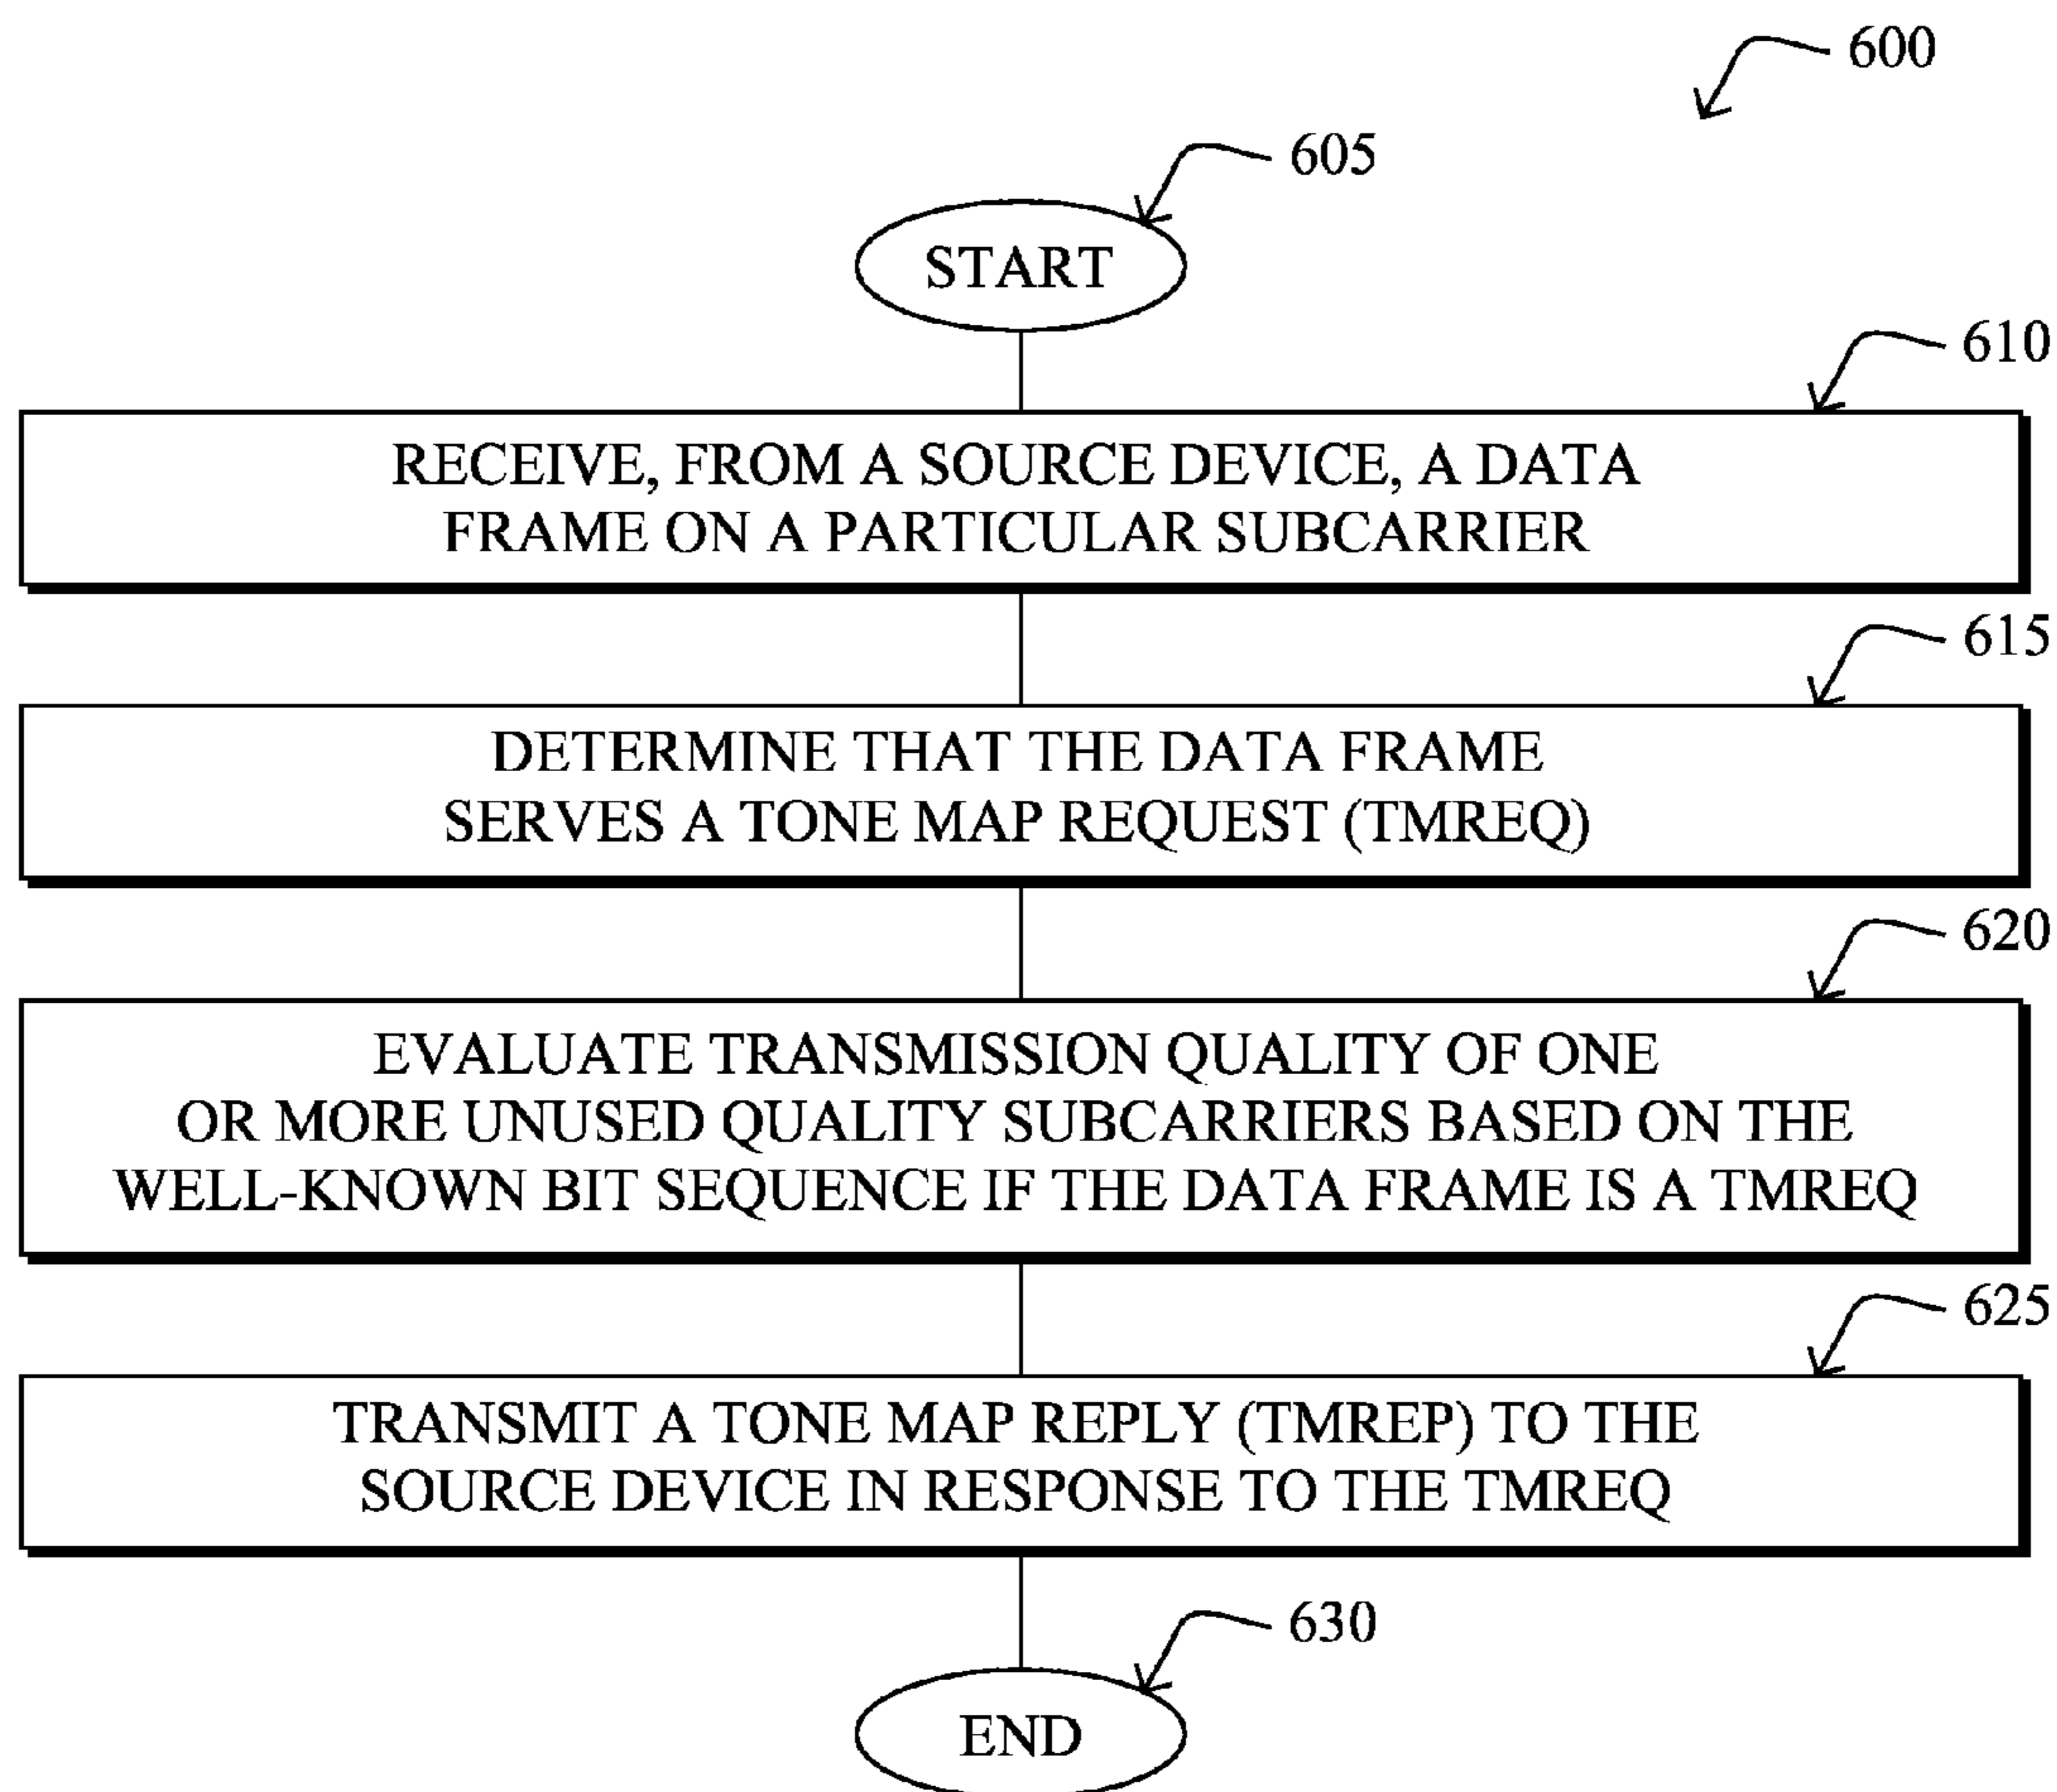 600
605
START
610
RECEIVE, FROM A SOURCE DEVICE, A DATA
FRAME ON A PARTICULAR SUBCARRIER
615
DETERMINE THAT THE DATA FRAME
SERVES A TONE MAP REQUEST (TMREQ)
620
EVALUATE TRANSMISSION QUALITY OF ONE
OR MORE UNUSED QUALITY SUBCARRIERS BASED ON THE
WELL-KNOWN BIT SEQUENCE IF THE DATA FRAME IS A TMREQ
625
TRANSMIT A TONE MAP REPLY (TMREP) TO THE
SOURCE DEVICE IN RESPONSE TO THE TMREQ
630
END